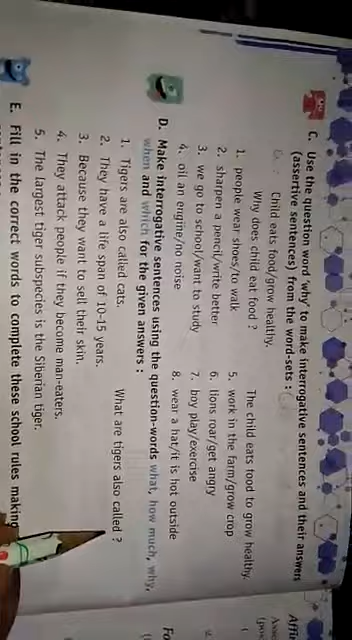 C. Use the question word 'why' to make interrogative sentences and their answers
(assertive sentences) from the word-sets :
Child eats food/grow healthy.
Why does child eat food ? The child eats food to grow healthy.
1. people wear shoes/to walk
2. sharpen a pencil/write better
3. we go to school/want to study
4. oil an engine/no noise
5. work in the farm/grow crop
6. lions roar/get angry
7. boy play/exercise
8. wear a hat/it is hot outside
D. Make interrogative sentences using the question-words what, how much, why,
when and which for the given answers :
1. Tigers are also called cats. What are tigers also called ?
2. They have a life span of 10-15 years.
3. Because they want to sell their skin.
4. They attack people if they become man-eaters.
5. The largest tiger subspecies is the Siberian tiger.
E. Fill in the correct words to complete these school rules making